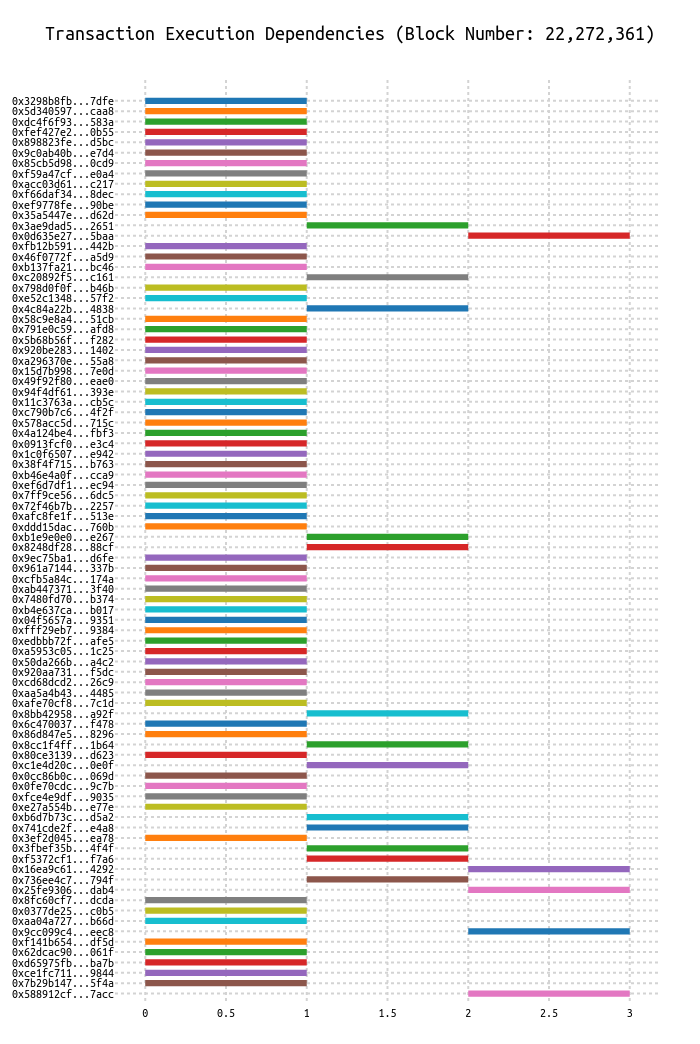 Transaction Execution Dependencies (Block Number: 22,272,361)
0x3298b8fb...7dfe
0x5d340597...caa8
0xdc4f6f93...583a
0xfef427e2...0b55
0x898823fe...d5bc
0x9c0ab40b...e7d4
0x85cb5d98...0cd9
0xf59a47cf...e0a4
0xacc03d61...c217
0xf66daf34...8dec
0xef9778fe...90be
0x35a5447e...d62d
0x3ae9dad5...2651
0x0d635e27...5baa
0xfb12b591...442b
0x46f0772f...a5d9
0xb137fa21...bc46
0xc20892f5...c161
0x798d0f0f...b46b
0xe52c1348...57f2
0x4c84a22b...4838
0x58c9e8a4...51cb
0x791e0c59...afd8
0x5b68b56f...f282
0x920be283...1402
0xa296370e...55a8
0x15d7b998...7e0d
0x49f92f80...eae0
0x94f4df61...393e
0x11c3763a...cb5c
0xc790b7c6...4f2f
0x578acc5d...715c
0x4a124be4...fbf3
0x0913fcf0...e3c4
0x1c0f6507...e942
0x38f4f715...b763
0xb46e4a0f...cca9
0xef6d7df1...ec94
0x7ff9ce56...6dc5
0x72f46b7b...2257
0xafc8fe1f...513e
0xddd15dac...760b
0xb1e9e0e0...e267
0x8248df28...88cf
0x9ec75ba1...d6fe
0x961a7144...337b
0xcfb5a84c...174a
0xab447371...3f40
0x7480fd70...b374
0xb4e637ca...b017
0x04f5657a...9351
0xfff29eb7...9384
0xedbbb72f...afe5
0xa5953c05...1c25
0x50da266b...a4c2
0x920aa731...f5dc
0xcd68dcd2...26c9
0xaa5a4b43...4485
0xafe70cf8...7c1d
0x8bb42958...a92f
0x6c470037...f478
0x86d847e5...8296
0x8cc1f4ff...1b64
0x80ce3139...d623
0xc1e4d20c...0e0f
0x0cc86b0c...069d
0x0fe70cdc...9c7b
0xfce4e9df...9035
0xe27a554b...e77e
0xb6d7b73c...d5a2
0x741cde2f...e4a8
0x3ef2d045...ea78
0x3fbef35b...4f4f
0xf5372cf1...f7a6
0x16ea9c61...4292
0x736ee4c7...794f
0x25fe9306...dab4
0x8fc60cf7...dcda
0x0377de25...c0b5
0xaa04a727...b66d
0x9cc099c4...eec8
0xf141b654...df5d
0x62dcac90...061f
0xd65975fb...ba7b
0xce1fc711...9844
0x7b29b147...5f4a
0x588912cf...7acc
0 0.5 1 1.5 2 2.5 3